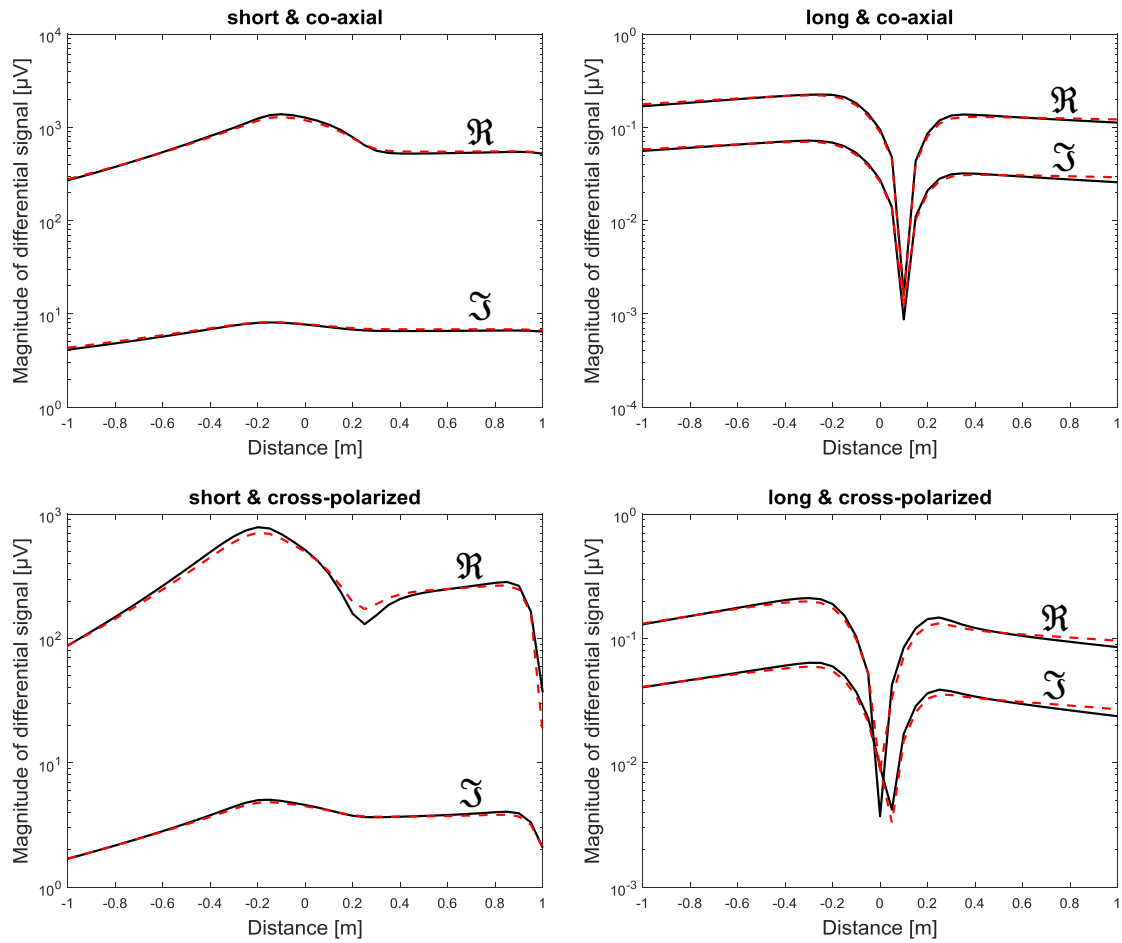 short & co-axial
Magnitude of differential signal [μV]
10^4
10^3
10^2
10^1
10^0
ℜ
ℑ
-1 -0.8 -0.6 -0.4 -0.2 0 0.2 0.4 0.6 0.8 1
Distance [m]
long & co-axial
Magnitude of differential signal [μV]
10^0
10^-1
10^-2
10^-3
10^-4
ℜ
ℑ
-1 -0.8 -0.6 -0.4 -0.2 0 0.2 0.4 0.6 0.8 1
Distance [m]
short & cross-polarized
Magnitude of differential signal [μV]
10^3
10^2
10^1
10^0
ℜ
ℑ
-1 -0.8 -0.6 -0.4 -0.2 0 0.2 0.4 0.6 0.8 1
Distance [m]
long & cross-polarized
Magnitude of differential signal [μV]
10^0
10^-1
10^-2
10^-3
ℜ
ℑ
-1 -0.8 -0.6 -0.4 -0.2 0 0.2 0.4 0.6 0.8 1
Distance [m]